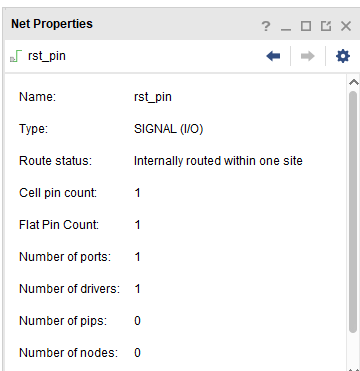 Net Properties
rst_pin
Name: rst_pin
Type: SIGNAL (I/O)
Route status: Internally routed within one site
Cell pin count: 1
Flat Pin Count: 1
Number of ports: 1
Number of drivers: 1
Number of pips: 0
Number of nodes: 0